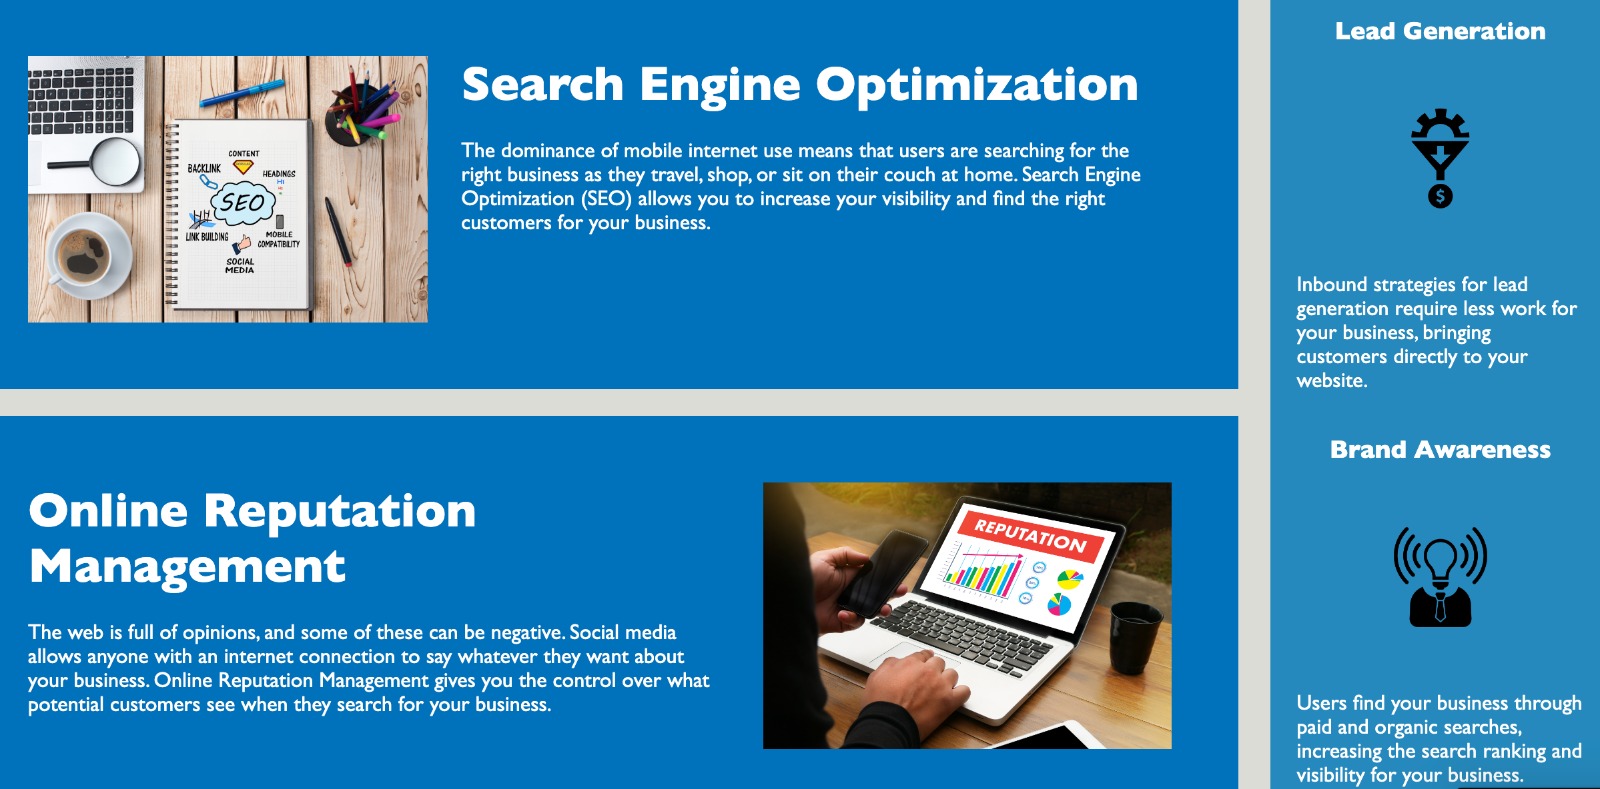 Search Engine Optimization
The dominance of mobile internet use means that users are searching for the
right business as they travel, shop, or sit on their couch at home. Search Engine
Optimization (SEO) allows you to increase your visibility and find the right
customers for your business.
CONTENT
BACKLINK
HEADINGS
H1
SEO
LINK BUILDING
MOBILE
COMPATIBILITY
SOCIAL
MEDIA
Online Reputation
Management
The web is full of opinions, and some of these can be negative. Social media
allows anyone with an internet connection to say whatever they want about
your business. Online Reputation Management gives you the control over what
potential customers see when they search for your business.
REPUTATION
Lead Generation
$
Inbound strategies for lead
generation require less work for
your business, bringing
customers directly to your
website.
Brand Awareness
Users find your business through
paid and organic searches,
increasing the search ranking and
visibility for your business.